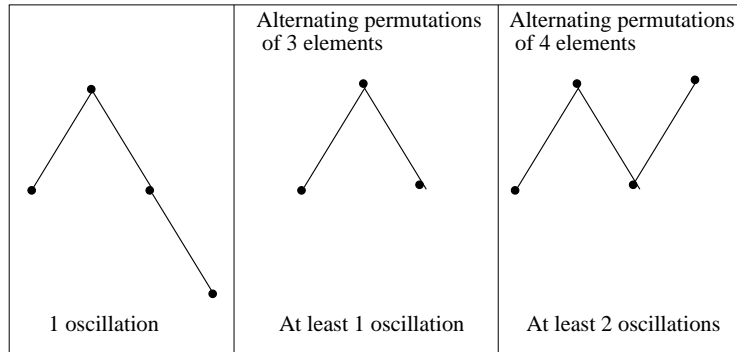 1 oscillation
Alternating permutations
of 3 elements
At least 1 oscillation
Alternating permutations
of 4 elements
At least 2 oscillations